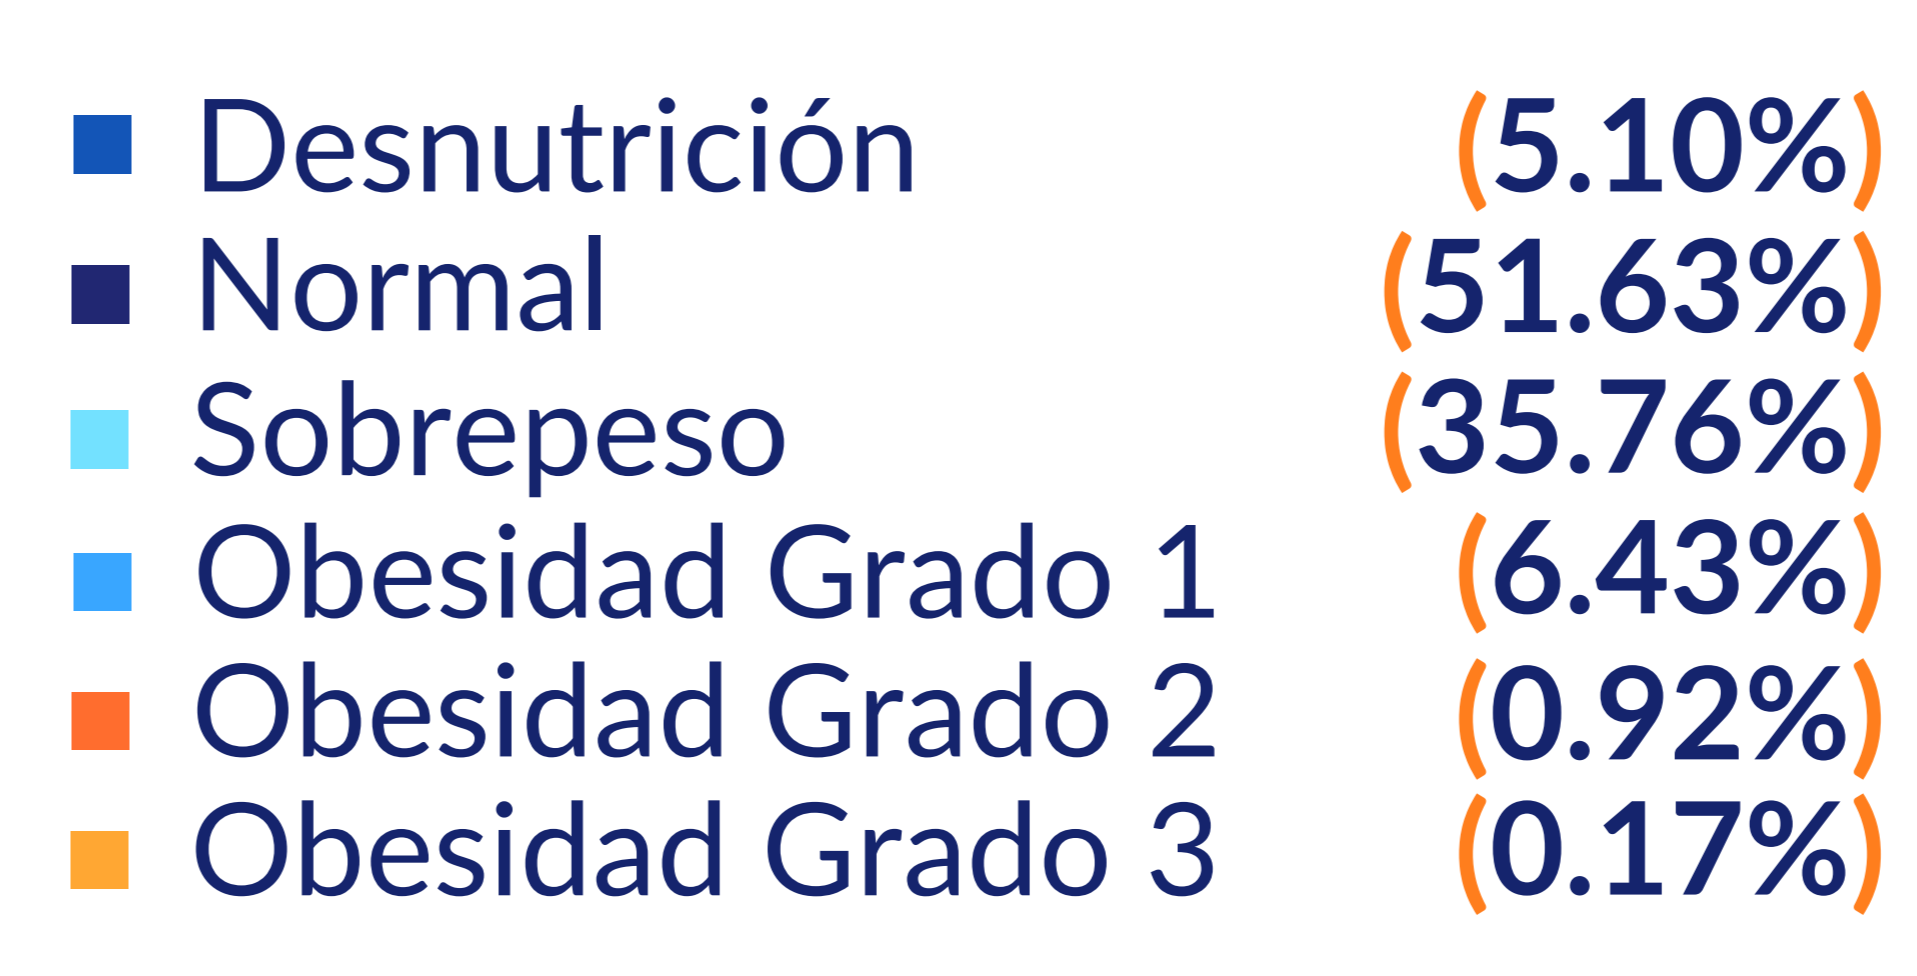 Desnutrición (5.10%)
Normal (51.63%)
Sobrepeso (35.76%)
Obesidad Grado 1 (6.43%)
Obesidad Grado 2 (0.92%)
Obesidad Grado 3 (0.17%)